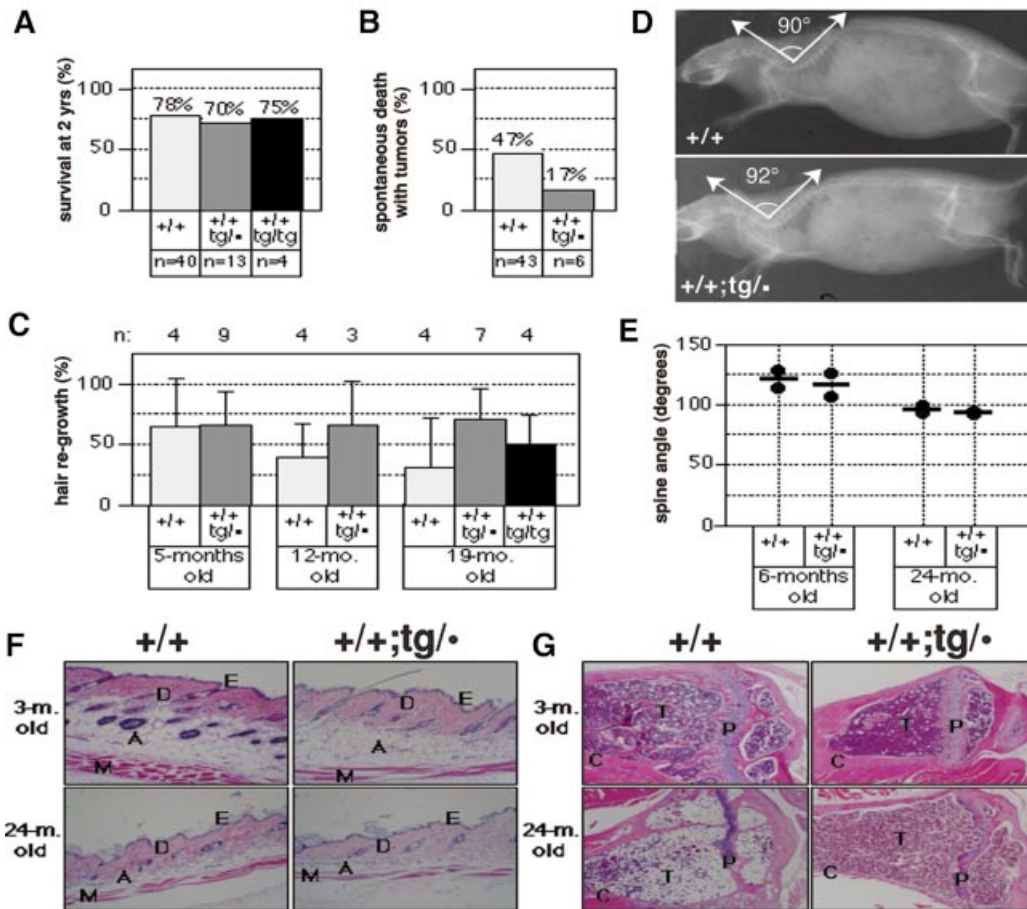 A
survival at 2 yrs (%)
100
50
0
78%
70%
75%
+/+
+/+
tg/▪
+/+
tg/tg
n=40
n=13
n=4
B
spontaneous death
with tumors (%)
100
50
0
47%
17%
+/+
+/+
tg/▪
n=43
n=6
D
90°
+/+
92°
+/+;tg/▪
C
n: 4 9 4 3 4 7 4
hair re-growth (%)
100
50
0
+/+
+/+
tg/▪
+/+
+/+
tg/▪
+/+
+/+
tg/▪
+/+
tg/tg
5-months
old
12-mo.
old
19-mo.
old
E
spine angle (degrees)
150
100
50
0
+/+
+/+
tg/▪
+/+
+/+
tg/▪
6-months
old
24-mo.
old
F
+/+
+/+;tg/•
3-m.
old
E
D
A
M
E
D
A
M
24-m.
old
E
D
A
M
E
D
A
M
G
+/+
+/+;tg/•
3-m.
old
T
P
C
T
P
C
24-m.
old
T
P
C
T
P
C